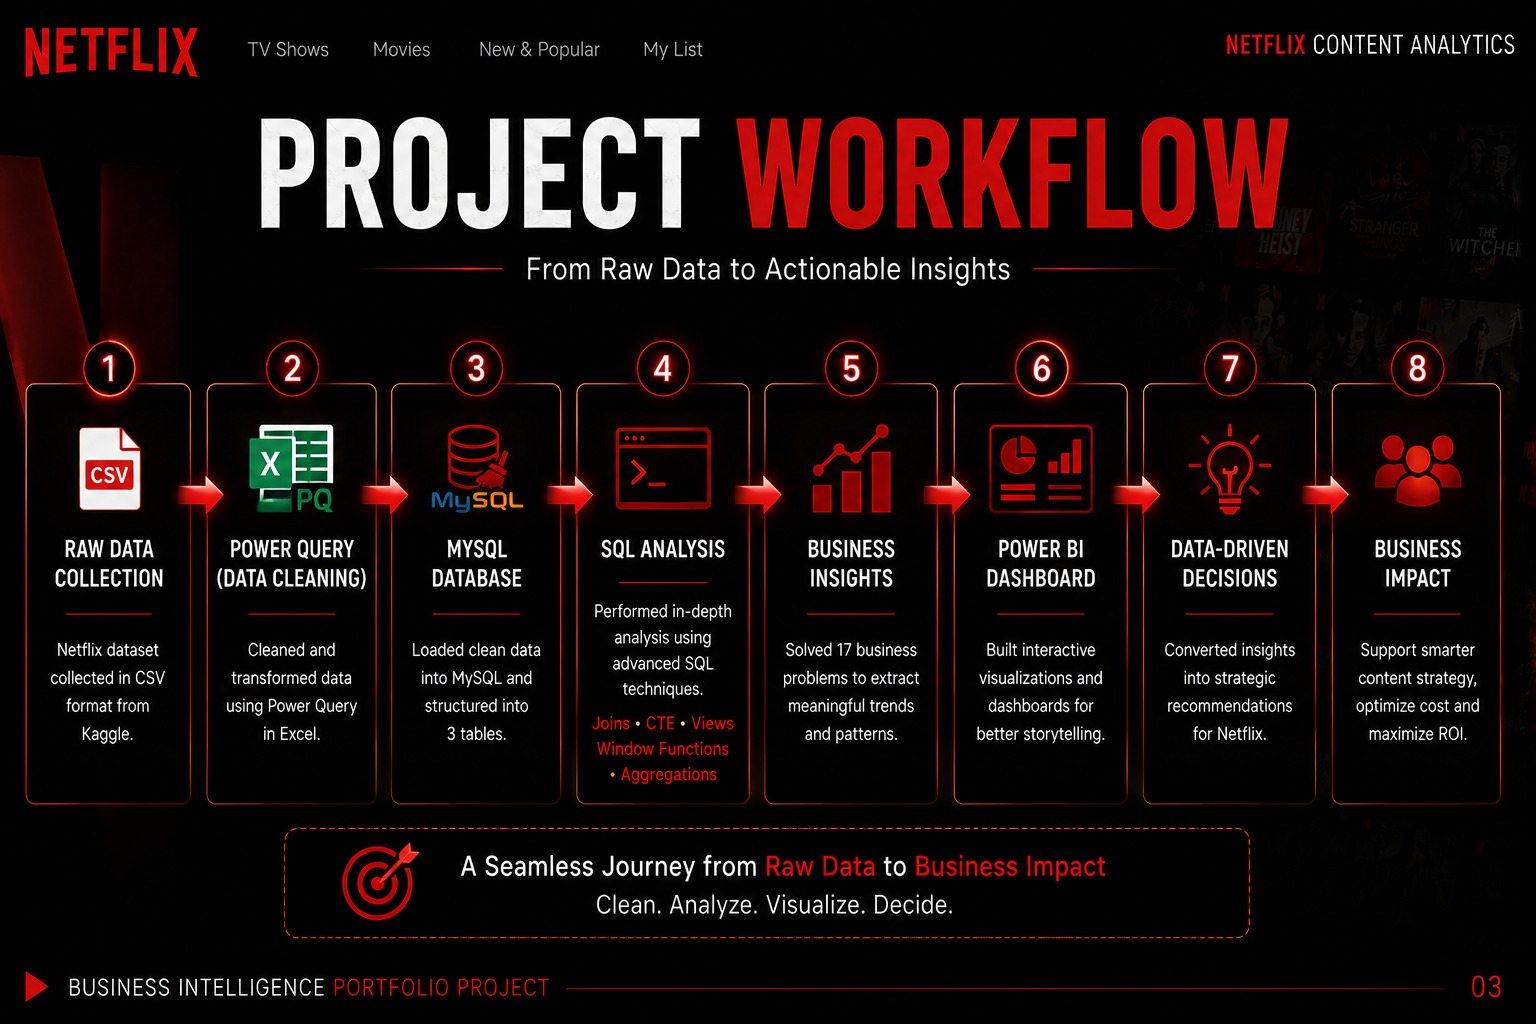 NETFLIX
TV Shows
Movies
New & Popular
My List
NETFLIX CONTENT ANALYTICS
PROJECT WORKFLOW
From Raw Data to Actionable Insights
STRANGER
THINGS
THE
WITCHER
HEIST
1
CSV
RAW DATA
COLLECTION
Netflix dataset
collected in CSV
format from
Kaggle.
2
X
PQ
POWER QUERY
(DATA CLEANING)
Cleaned and
transformed data
using Power Query
in Excel.
3
MySQL
MYSQL
DATABASE
Loaded clean data
into MySQL and
structured into
3 tables.
4
>_
SQL ANALYSIS
Performed in-depth
analysis using
advanced SQL
techniques.
Joins • CTE • Views
Window Functions
• Aggregations
5
BUSINESS
INSIGHTS
Solved 17 business
problems to extract
meaningful trends
and patterns.
6
POWER BI
DASHBOARD
Built interactive
visualizations and
dashboards for
better storytelling.
7
DATA-DRIVEN
DECISIONS
Converted insights
into strategic
recommendations
for Netflix.
8
BUSINESS
IMPACT
Support smarter
content strategy,
optimize cost and
maximize ROI.
A Seamless Journey from Raw Data to Business Impact
Clean. Analyze. Visualize. Decide.
BUSINESS INTELLIGENCE PORTFOLIO PROJECT
03